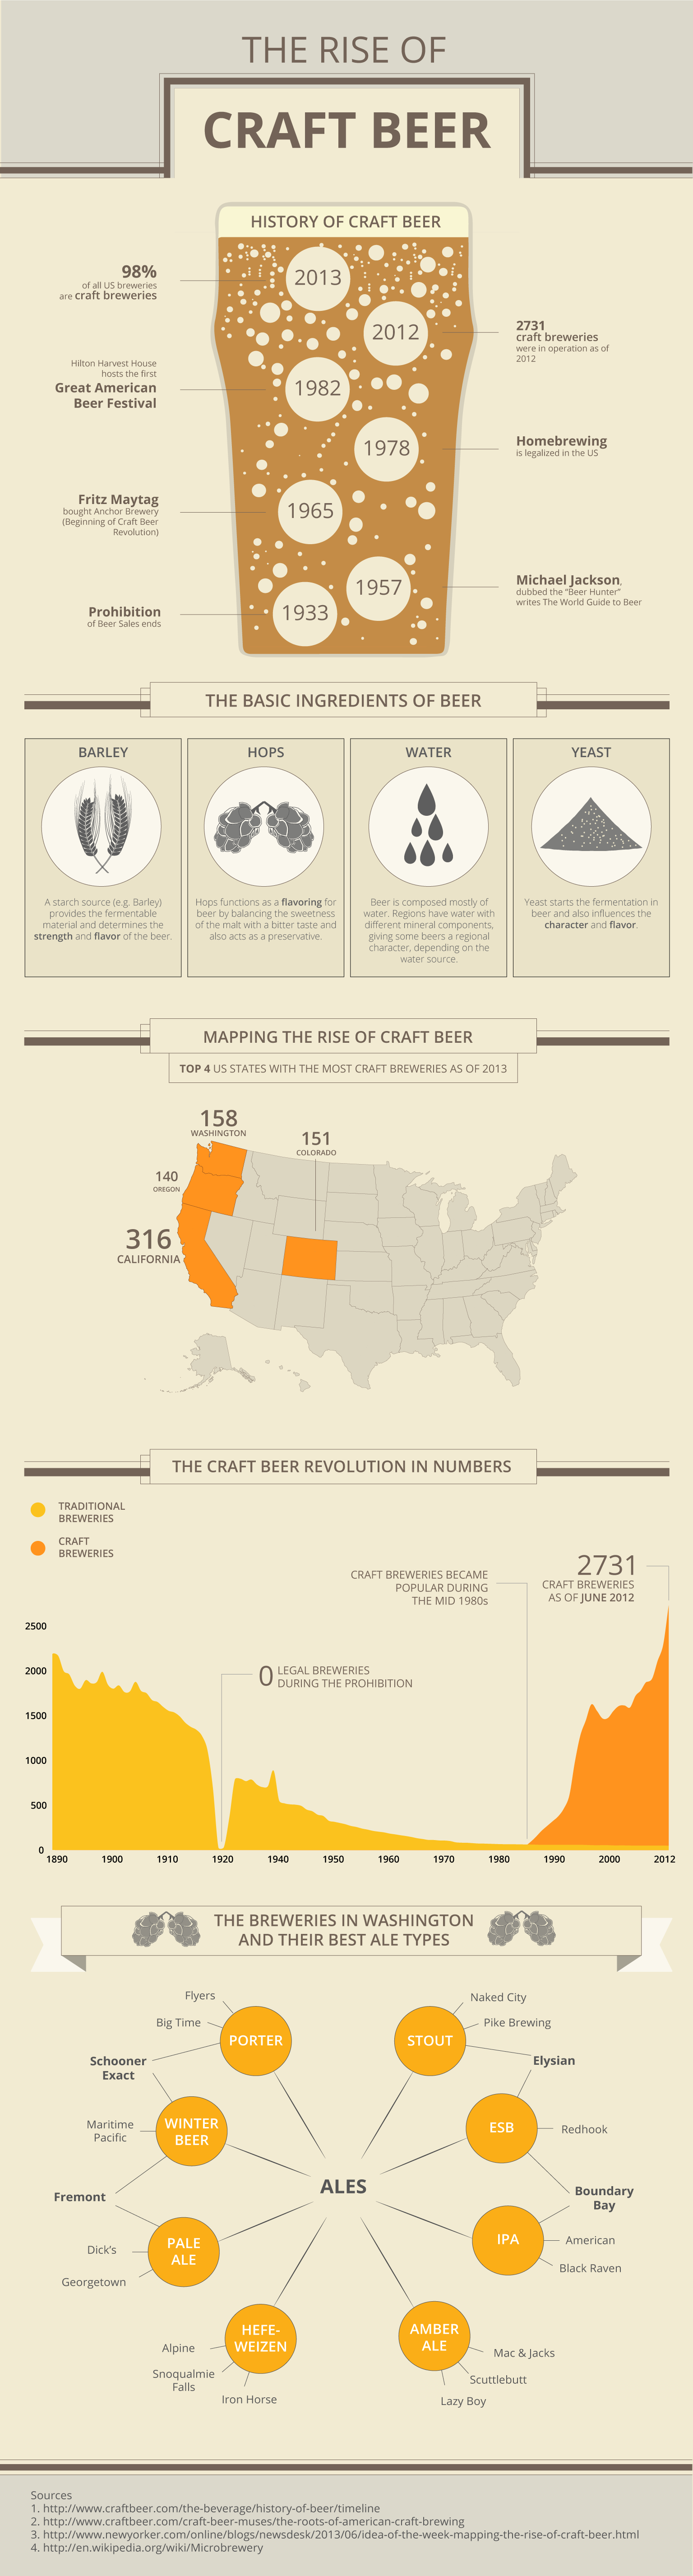 THE RISE OF
CRAFT BEER
HISTORY OF CRAFT BEER
2013
98%
of all US breweries
are craft breweries
2012
2731
craft breweries
were in operation as of
2012
Hilton Harvest House
hosts the first
Great American
Beer Festival
1982
1978
Homebrewing
is legalized in the US
Fritz Maytag
bought Anchor Brewery
(Beginning of Craft Beer
Revolution)
1965
1957
Michael Jackson,
dubbed the "Beer Hunter"
writes The World Guide to Beer
Prohibition
of Beer Sales ends
1933
THE BASIC INGREDIENTS OF BEER
BARLEY
A starch source (e.g. Barley)
provides the fermentable
material and determines the
strength and flavor of the beer.
HOPS
Hops functions as a flavoring for
beer by balancing the sweetness
of the malt with a bitter taste and
also acts as a preservative.
WATER
Beer is composed mostly of
water. Regions have water with
different mineral components,
giving some beers a regional
character, depending on the
water source.
YEAST
Yeast starts the fermentation in
beer and also influences the
character and flavor.
MAPPING THE RISE OF CRAFT BEER
TOP 4 US STATES WITH THE MOST CRAFT BREWERIES AS OF 2013
158
WASHINGTON
151
COLORADO
140
OREGON
316
CALIFORNIA
THE CRAFT BEER REVOLUTION IN NUMBERS
TRADITIONAL
BREWERIES
CRAFT
BREWERIES
CRAFT BREWERIES BECAME
POPULAR DURING
THE MID 1980s
2731
CRAFT BREWERIES
AS OF JUNE 2012
0 LEGAL BREWERIES
DURING THE PROHIBITION
2500
2000
1500
1000
500
0
1890 1900 1910 1920 1940 1950 1960 1970 1980 1990 2000 2012
THE BREWERIES IN WASHINGTON
AND THEIR BEST ALE TYPES
Flyers
Big Time
PORTER
Schooner
Exact
Maritime
Pacific
WINTER
BEER
Fremont
Dick's
Georgetown
PALE
ALE
HEFE-
WEIZEN
Alpine
Snoqualmie
Falls
Iron Horse
ALES
Naked City
Pike Brewing
STOUT
Elysian
ESB
Redhook
Boundary
Bay
IPA
American
Black Raven
AMBER
ALE
Mac & Jacks
Scuttlebutt
Lazy Boy
Sources
1. http://www.craftbeer.com/the-beverage/history-of-beer/timeline
2. http://www.craftbeer.com/craft-beer-muses/the-roots-of-american-craft-brewing
3. http://www.newyorker.com/online/blogs/newsdesk/2013/06/idea-of-the-week-mapping-the-rise-of-craft-beer.html
4. http://en.wikipedia.org/wiki/Microbrewery